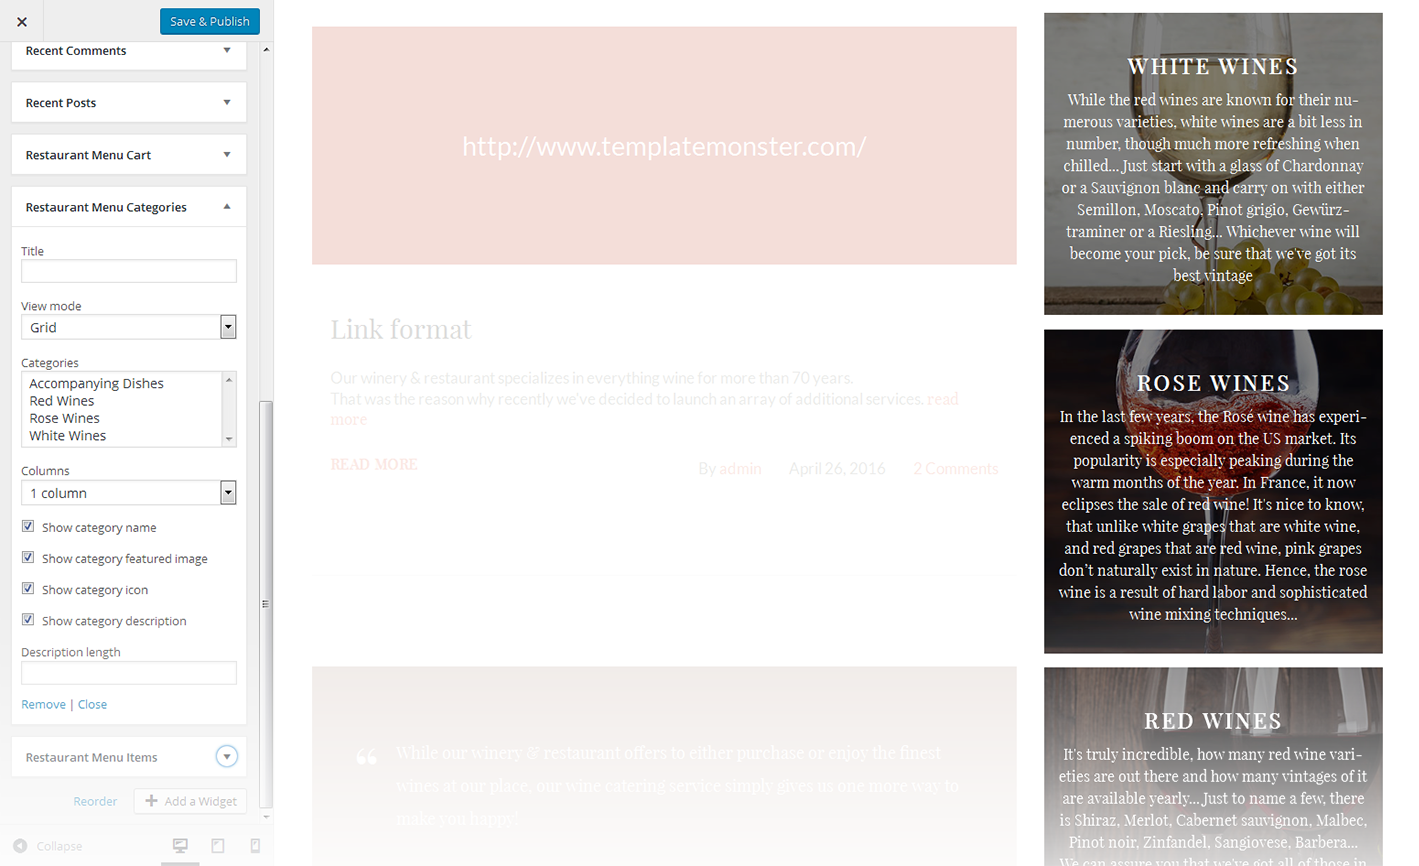 Save & Publish
Recent Comments
Recent Posts
Restaurant Menu Cart
Restaurant Menu Categories
Title
View mode
Grid
Categories
Accompanying Dishes
Red Wines
Rose Wines
White Wines
Columns
1 column
Show category name
Show category featured image
Show category icon
Show category description
Description length
Remove | Close
Restaurant Menu Items
Reorder
Add a Widget
Collapse
http://www.templatemonster.com/
Link format
Our winery & restaurant specializes in everything wine for more than 70 years.
That was the reason why recently we've decided to launch an array of additional services. read
more
READ MORE
By admin
April 26, 2016
2 Comments
While our winery & restaurant offers to either purchase or enjoy the finest
wines at our place, our wine catering service simply gives us one more way to
make you happy!
WHITE WINES
While the red wines are known for their nu-
merous varieties, white wines are a bit less in
number, though much more refreshing when
chilled... Just start with a glass of Chardonnay
or a Sauvignon blanc and carry on with either
Semillon, Moscato, Pinot grigio, Gewürz-
traminer or a Riesling... Whichever wine will
become your pick, be sure that we've got its
best vintage
ROSE WINES
In the last few years, the Rosé wine has experi-
enced a spiking boom on the US market. Its
popularity is especially peaking during the
warm months of the year. In France, it now
eclipses the sale of red wine! It's nice to know,
that unlike white grapes that are white wine,
and red grapes that are red wine, pink grapes
don't naturally exist in nature. Hence, the rose
wine is a result of hard labor and sophisticated
wine mixing techniques...
RED WINES
It's truly incredible, how many red wine vari-
eties are out there and how many vintages of it
are available yearly... Just to name a few, there
is Shiraz, Merlot, Cabernet sauvignon, Malbec,
Pinot noir, Zinfandel, Sangiovese, Barbera...
We can assure you that we've got all of those in